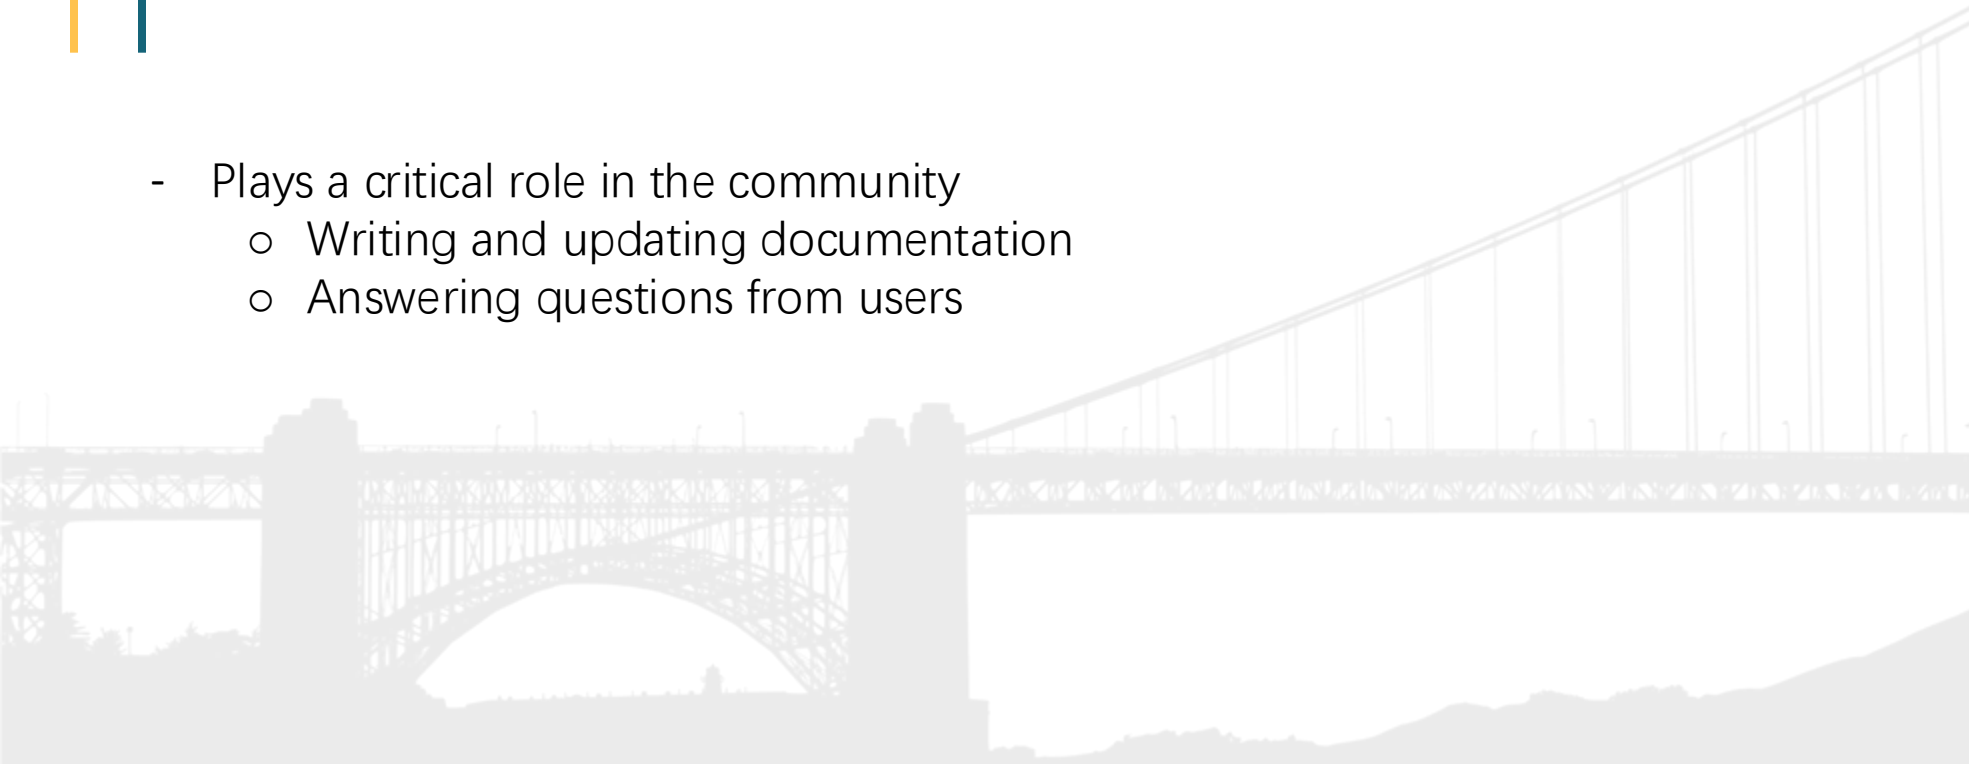 - Plays a critical role in the community
○ Writing and updating documentation
○ Answering questions from users